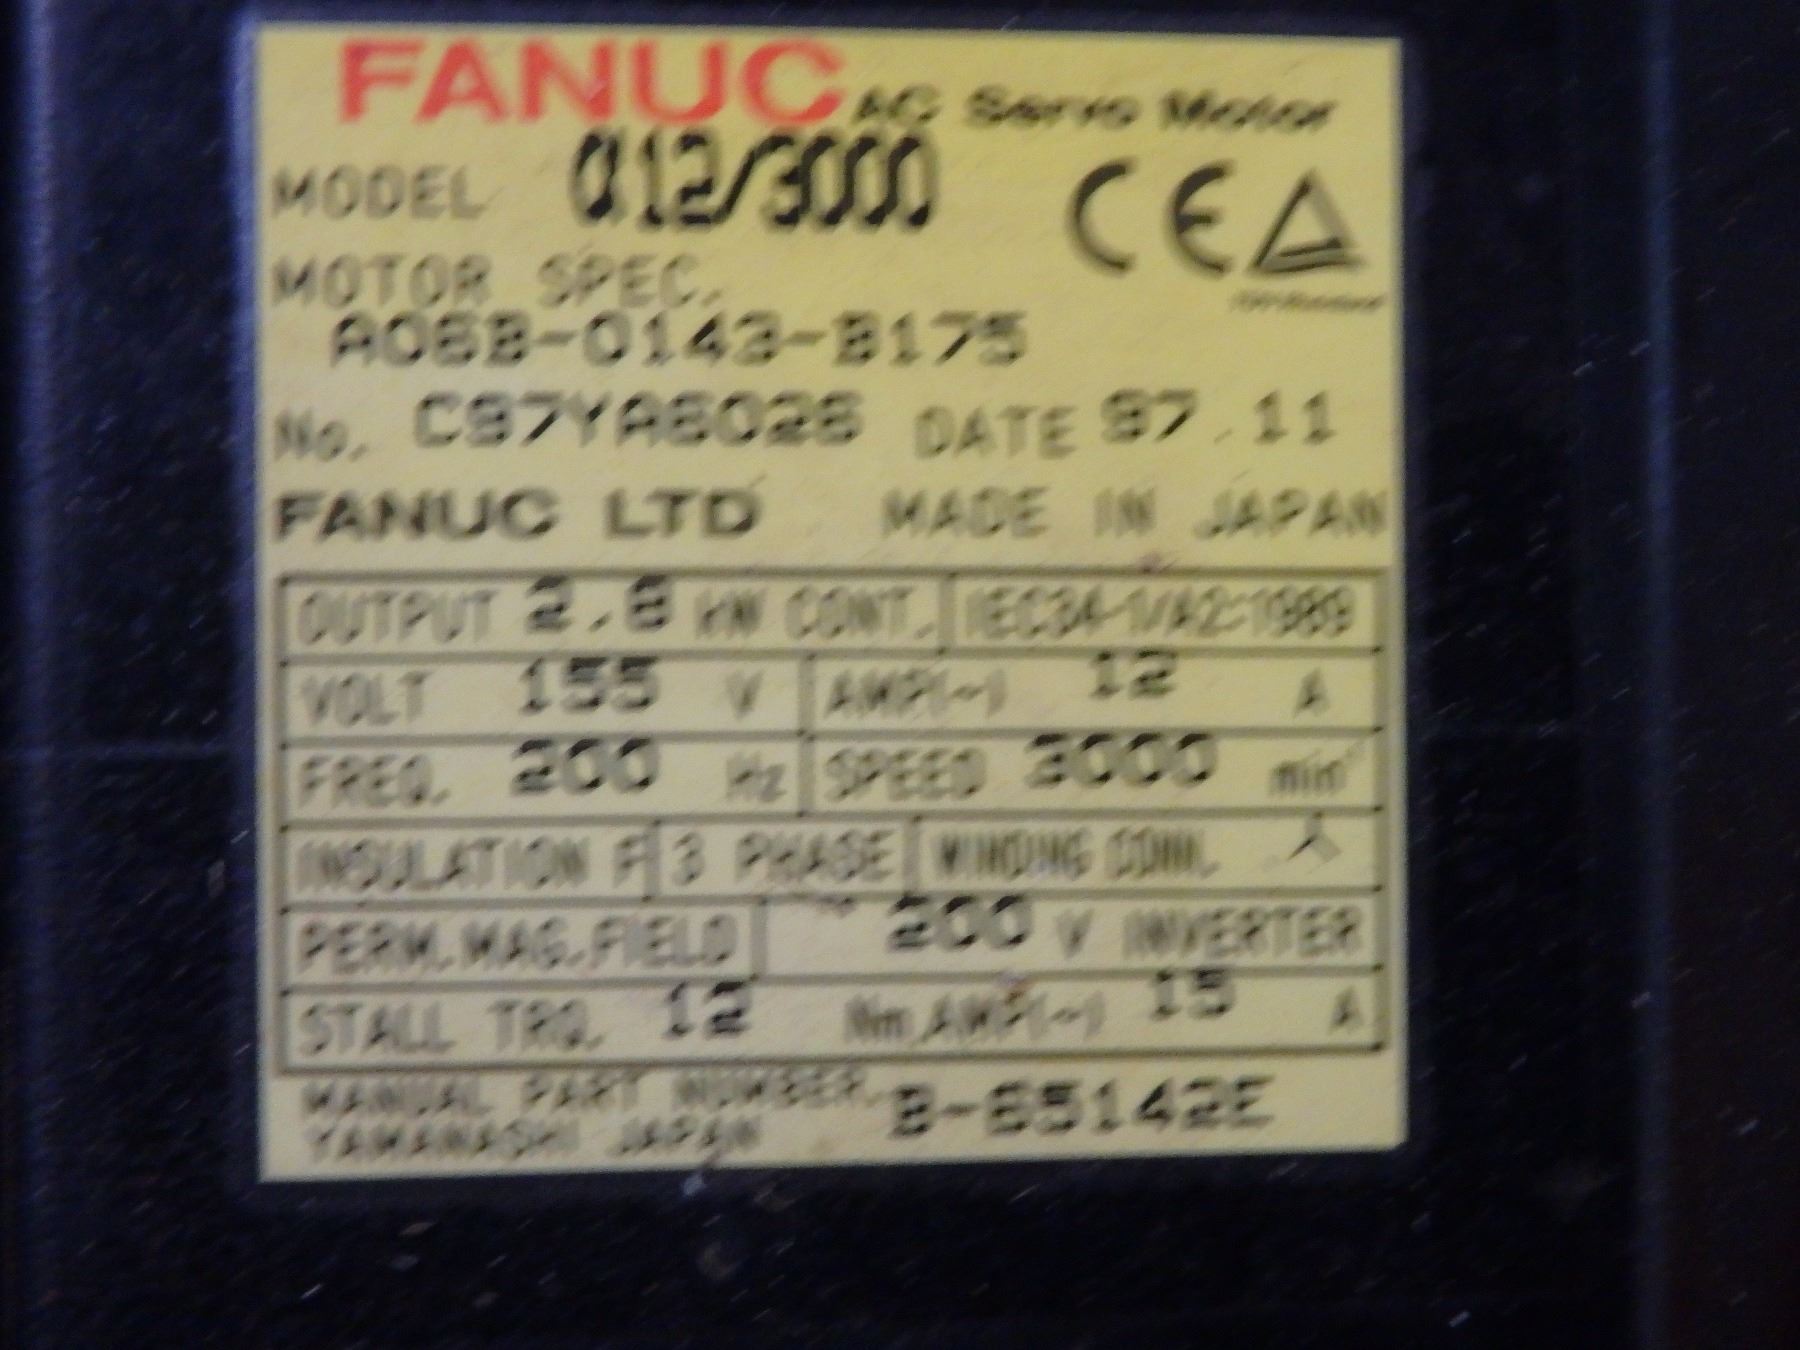 FANUC AC Servo Motor
MODEL α12/3000
CE
MOTOR SPEC.
A06B-0143-B175
No. C97YA6026 DATE 97.11
FANUC LTD MADE IN JAPAN
OUTPUT 2.8 kW CONT. IEC34-1/A2:1989
VOLT 155 V AMP(~) 12 A
FREQ. 200 Hz SPEED 3000 min⁻¹
INSULATION F 3 PHASE WINDING CONN.
PERM.MAG.FIELD 200 V INVERTER
STALL TRQ. 12 Nm,AMP(~) 15 A
MANUAL PART NUMBER. B-65142E
YAMANASHI JAPAN